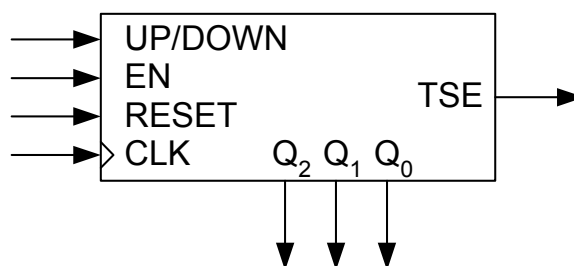 UP/DOWN
EN
TSE
RESET
CLK Q2 Q1 Q0